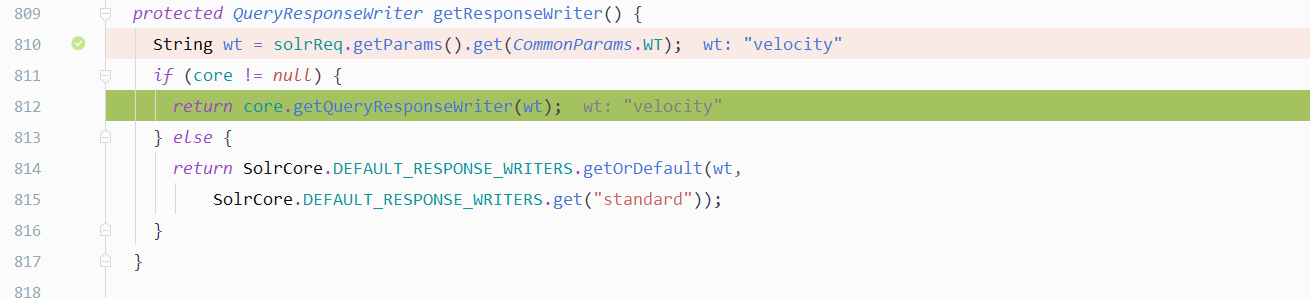 809 protected QueryResponseWriter getResponseWriter() {
810 String wt = solrReq.getParams().get(CommonParams.WT); wt: "velocity"
811 if (core != null) {
812 return core.getQueryResponseWriter(wt); wt: "velocity"
813 } else {
814 return SolrCore.DEFAULT_RESPONSE_WRITERS.getOrDefault(wt,
815 SolrCore.DEFAULT_RESPONSE_WRITERS.get("standard"));
816 }
817 }
818